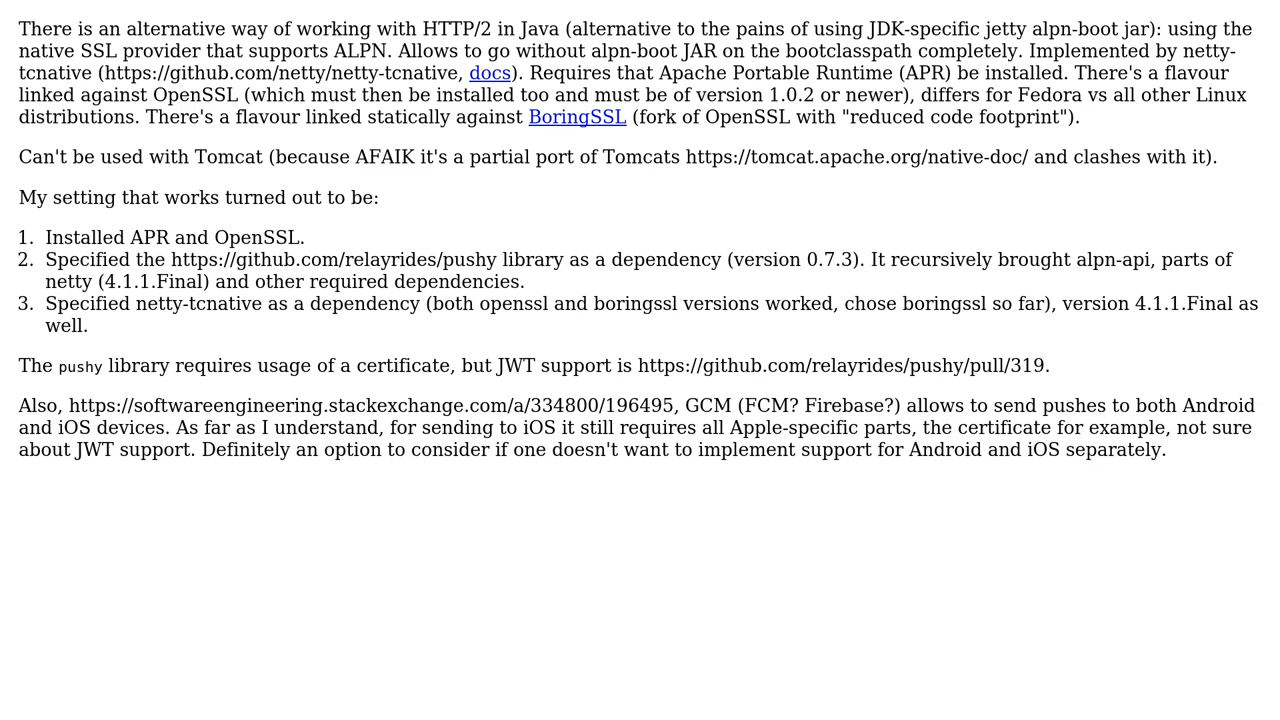 There is an alternative way of working with HTTP/2 in Java (alternative to the pains of using JDK-specific jetty alpn-boot jar): using the
native SSL provider that supports ALPN. Allows to go without alpn-boot JAR on the bootclasspath completely. Implemented by netty-
tcnative (https://github.com/netty/netty-tcnative, docs). Requires that Apache Portable Runtime (APR) be installed. There's a flavour
linked against OpenSSL (which must then be installed too and must be of version 1.0.2 or newer), differs for Fedora vs all other Linux
distributions. There's a flavour linked statically against BoringSSL (fork of OpenSSL with "reduced code footprint").
Can't be used with Tomcat (because AFAIK it's a partial port of Tomcats https://tomcat.apache.org/native-doc/ and clashes with it).
My setting that works turned out to be:
1. Installed APR and OpenSSL.
2. Specified the https://github.com/relayrides/pushy library as a dependency (version 0.7.3). It recursively brought alpn-api, parts of
netty (4.1.1.Final) and other required dependencies.
3. Specified netty-tcnative as a dependency (both openssl and boringssl versions worked, chose boringssl so far), version 4.1.1.Final as
well.
The pushy library requires usage of a certificate, but JWT support is https://github.com/relayrides/pushy/pull/319.
Also, https://softwareengineering.stackexchange.com/a/334800/196495, GCM (FCM? Firebase?) allows to send pushes to both Android
and iOS devices. As far as I understand, for sending to iOS it still requires all Apple-specific parts, the certificate for example, not sure
about JWT support. Definitely an option to consider if one doesn't want to implement support for Android and iOS separately.